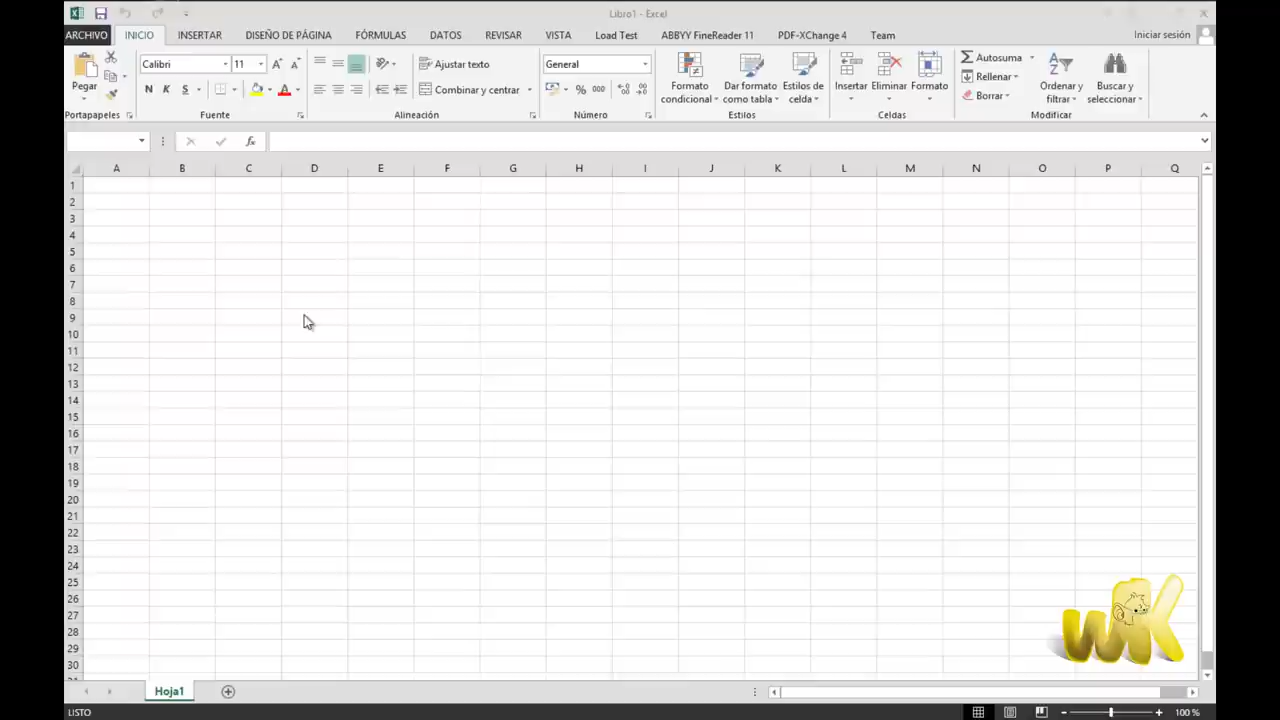 Libro1 - Excel
ARCHIVO INICIO INSERTAR DISEÑO DE PÁGINA FÓRMULAS DATOS REVISAR VISTA Load Test ABBYY FineReader 11 PDF-XChange 4 Team Iniciar sesión
Pegar
Calibri 11
N K S A
Ajustar texto
Combinar y centrar
General
% 000
Formato condicional
Dar formato como tabla
Estilos de celda
Insertar Eliminar Formato
Autosuma
Rellenar
Borrar
Ordenar y filtrar
Buscar y seleccionar
Portapapeles Fuente Alineación Número Estilos Celdas Modificar
fx
A B C D E F G H I J K L M N O P Q
1
2
3
4
5
6
7
8
9
10
11
12
13
14
15
16
17
18
19
20
21
22
23
24
25
26
27
28
29
30
WK
Hoja1
LISTO 100 %